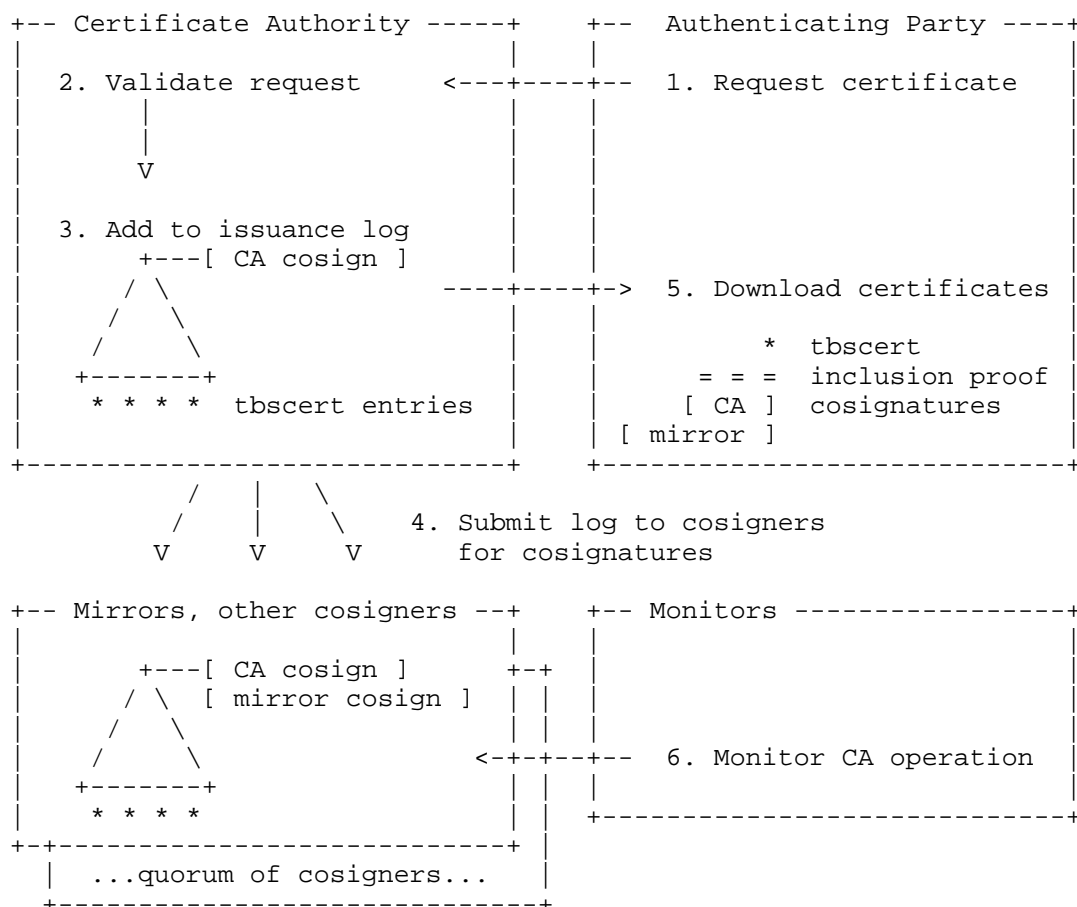 +-- Certificate Authority -----+    +--  Authenticating Party ----+
2. Validate request     <---+----+--  1. Request certificate
V
3. Add to issuance log
+---[ CA cosign ]
----+----+->  5. Download certificates
*  tbscert
+-------+                              = = =  inclusion proof
* * * *  tbscert entries             [ CA ]   cosignatures
[ mirror ]
4. Submit log to cosigners
V     V     V      for cosignatures
+-- Mirrors, other cosigners --+    +-- Monitors -----------------+
+---[ CA cosign ]      +-+
[ mirror cosign ]
<-+-+--+--  6. Monitor CA operation
+-------+
* * * *
...quorum of cosigners...